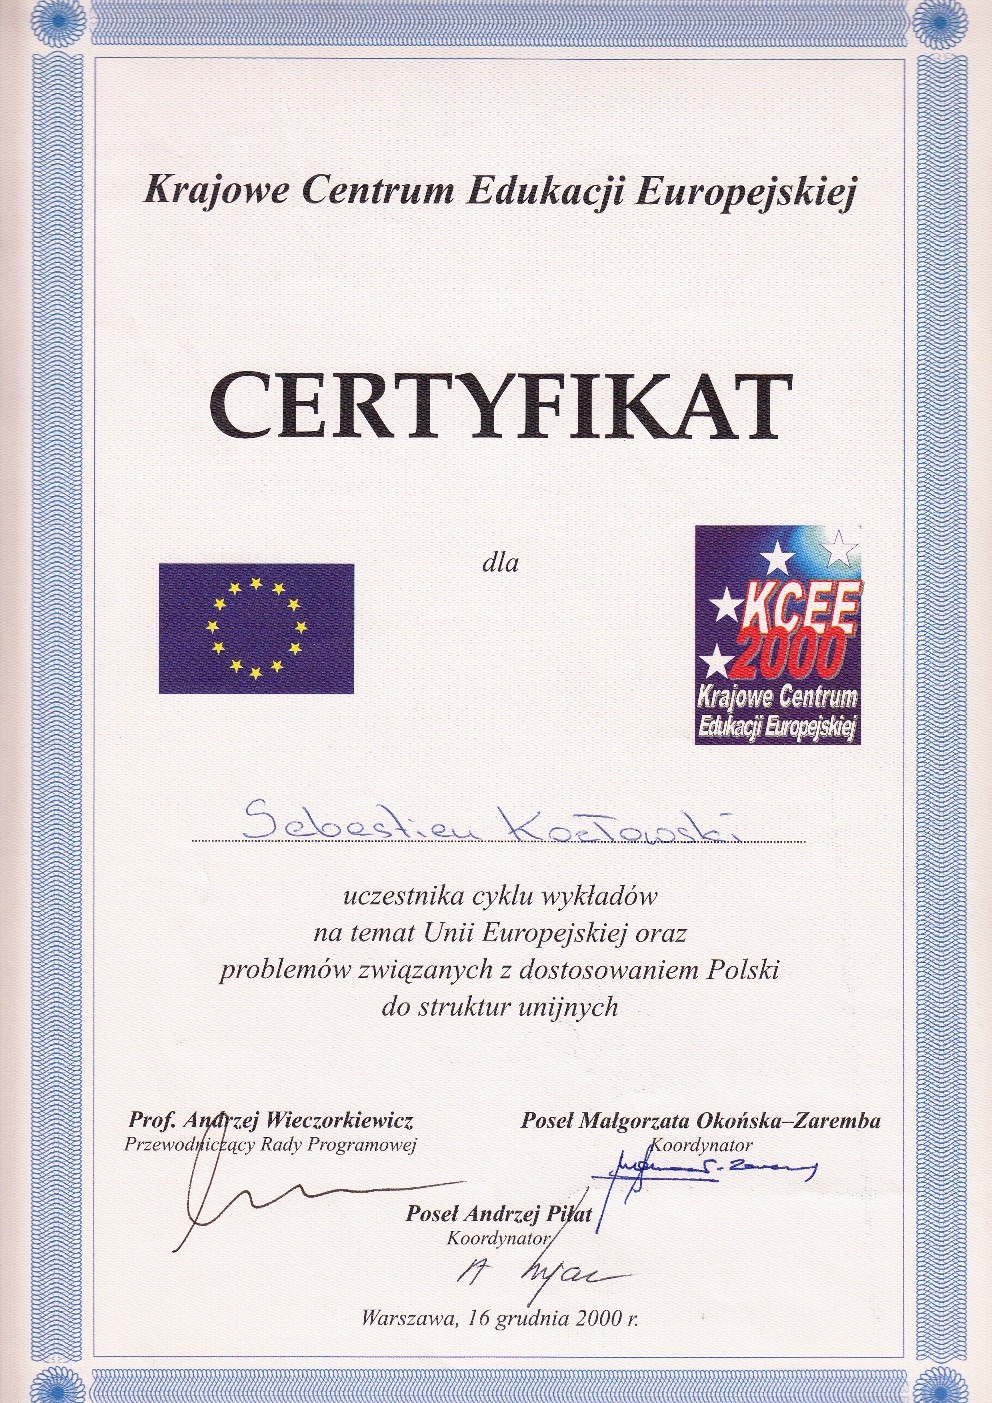 Krajowe Centrum Edukacji Europejskiej
CERTYFIKAT
dla
KCEE
2000
Krajowe Centrum
Edukacji Europejskiej
Sebastian Kozłowski
uczestnika cyklu wykładów
na temat Unii Europejskiej oraz
problemów związanych z dostosowaniem Polski
do struktur unijnych
Prof. Andrzej Wieczorkiewicz
Przewodniczący Rady Programowej
Poseł Małgorzata Okońska–Zaremba
Koordynator
Poseł Andrzej Piłat
Koordynator
Warszawa, 16 grudnia 2000 r.